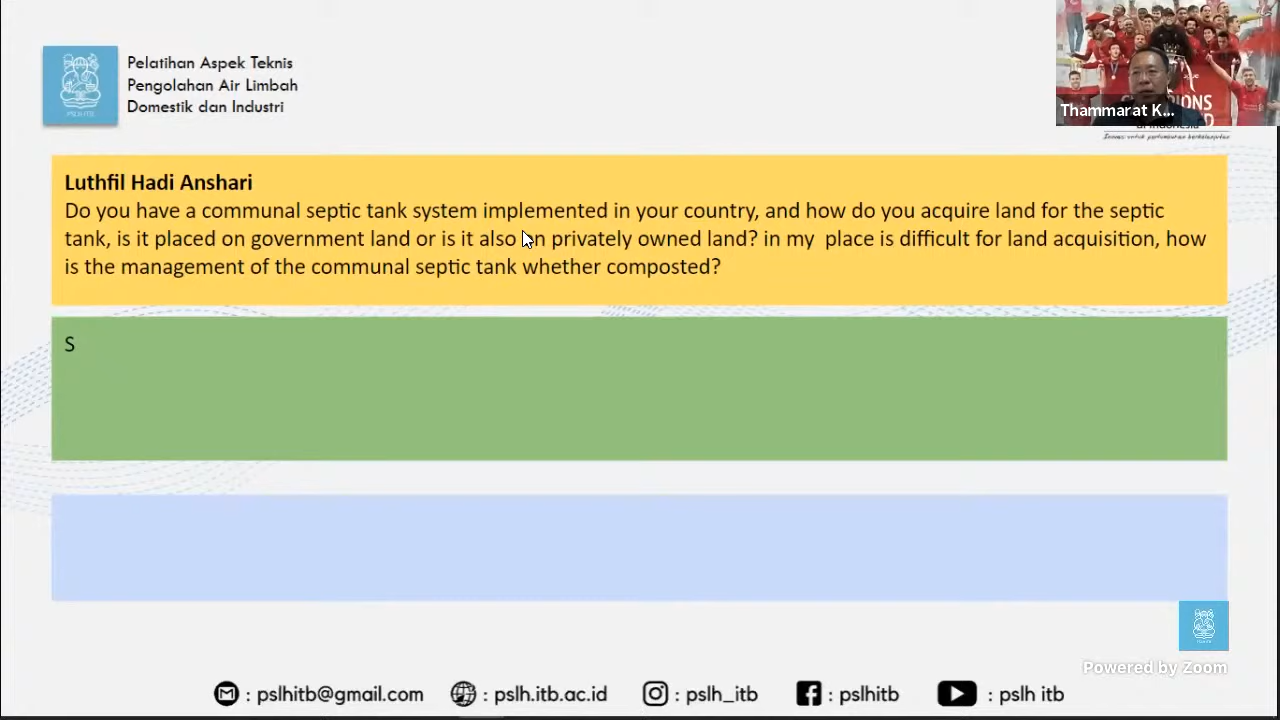 Pelatihan Aspek Teknis
Pengolahan Air Limbah
Domestik dan Industri
PSLH ITB
Thammarat K...
di Indonesia
Luthfil Hadi Anshari
Do you have a communal septic tank system implemented in your country, and how do you acquire land for the septic
tank, is it placed on government land or is it also on privately owned land? in my  place is difficult for land acquisition, how
is the management of the communal septic tank whether composted?
S
Powered by Zoom
: pslhitb@gmail.com
: pslh.itb.ac.id
: pslh_itb
: pslhitb
: pslh itb